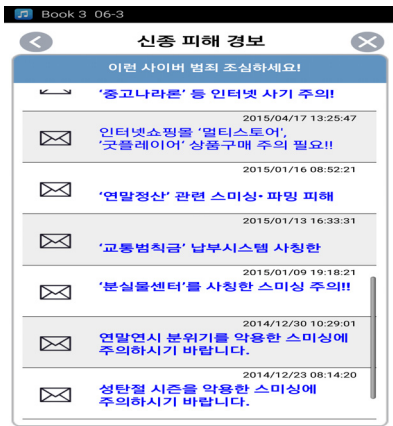 Book 3 06-3
신종 피해 경보
이런 사이버 범죄 조심하세요!
'중고나라론' 등 인터넷 사기 주의!
2015/04/17 13:25:47
인터넷쇼핑몰 '멀티스토어',
'굿플레이어' 상품구매 주의 필요!!
2015/01/16 08:52:21
'연말정산' 관련 스미싱·파밍 피해
2015/01/13 16:33:31
'교통범칙금' 납부시스템 사칭한
2015/01/09 19:18:21
'분실물센터'를 사칭한 스미싱 주의!!
2014/12/30 10:29:01
연말연시 분위기를 악용한 스미싱에
주의하시기 바랍니다.
2014/12/23 08:14:20
성탄절 시즌을 악용한 스미싱에
주의하시기 바랍니다.